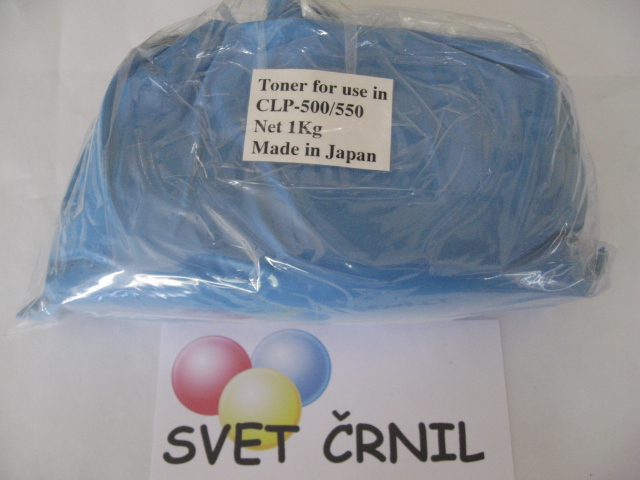 Toner for use in
CLP-500/550
Net 1Kg
Made in Japan
SVET ČRNIL